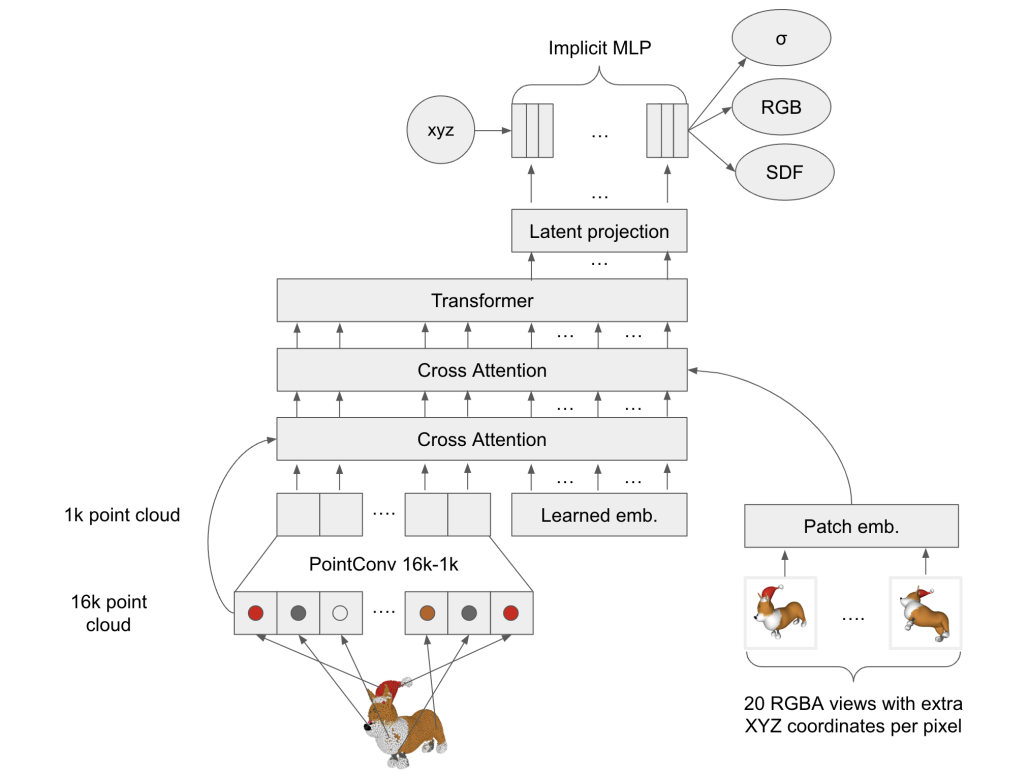 Implicit MLP
σ
xyz
RGB
...
SDF
...
Latent projection
...
Transformer
... ...
Cross Attention
... ...
Cross Attention
... ...
1k point cloud
....
Learned emb.
Patch emb.
PointConv 16k-1k
16k point
cloud
....
....
20 RGBA views with extra
XYZ coordinates per pixel